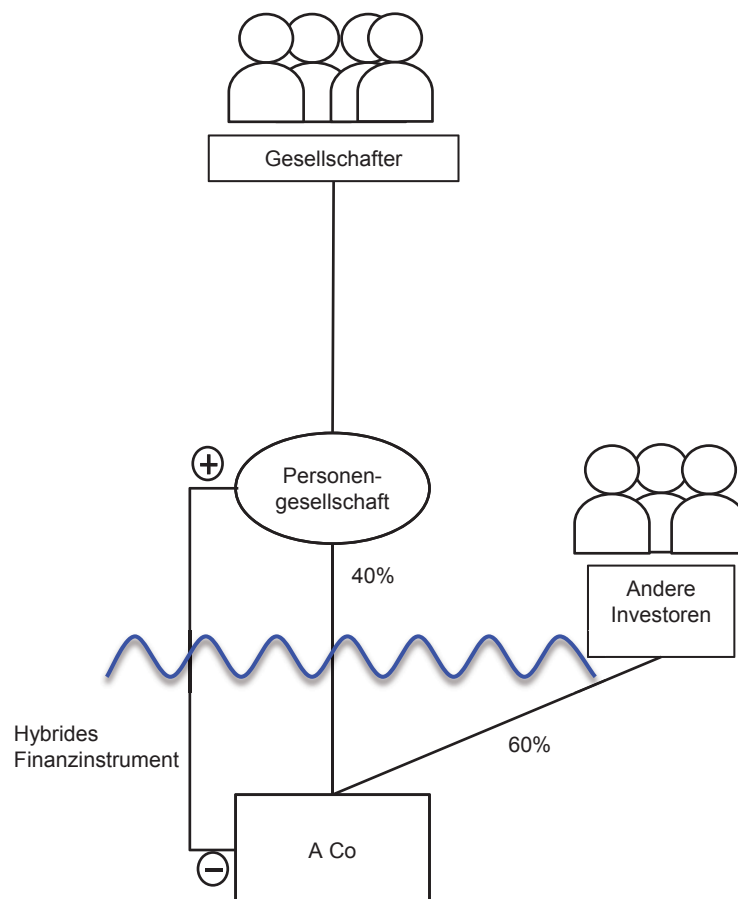 Gesellschafter
+
Personen-
gesellschaft
40%
Andere
Investoren
Hybrides
Finanzinstrument
60%
A Co
−